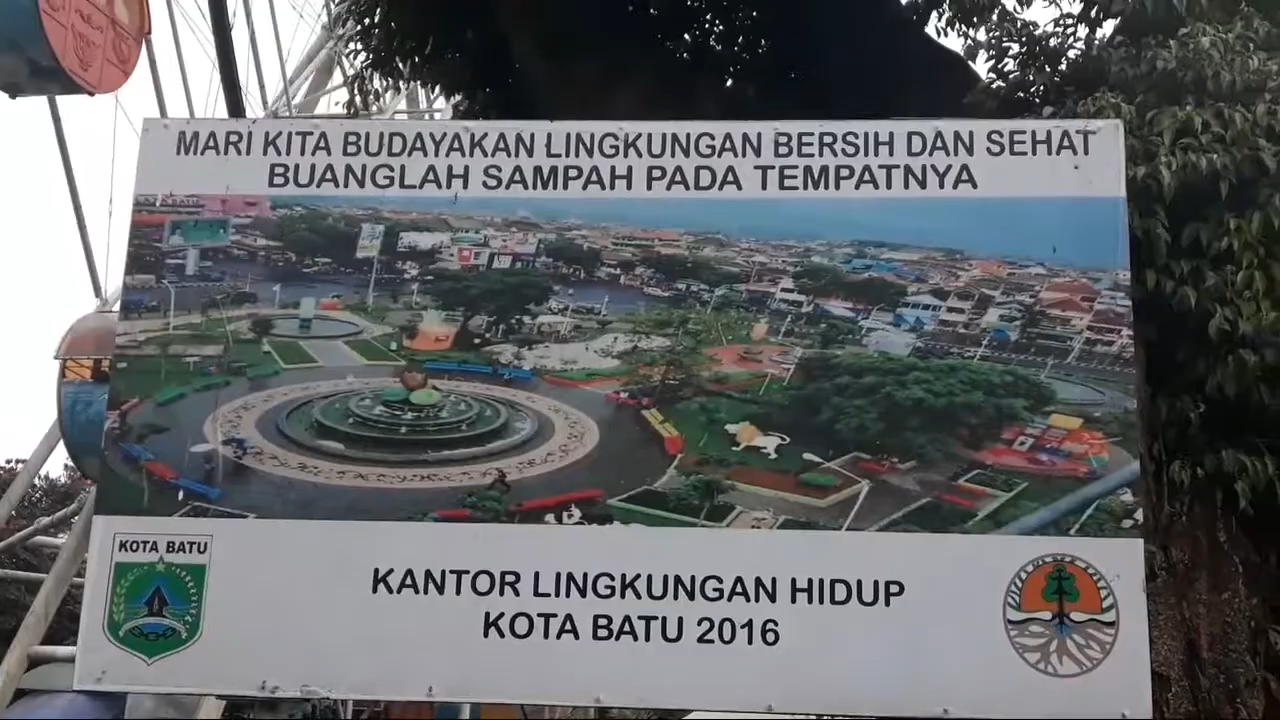 MARI KITA BUDAYAKAN LINGKUNGAN BERSIH DAN SEHAT
BUANGLAH SAMPAH PADA TEMPATNYA
KOTA BATU
KANTOR LINGKUNGAN HIDUP
KOTA BATU 2016